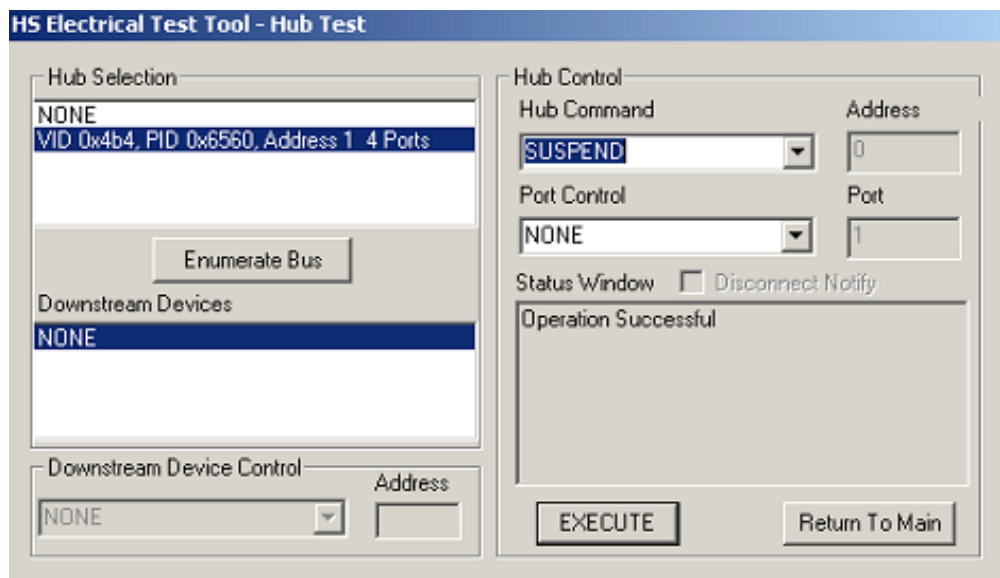 HS Electrical Test Tool - Hub Test
Hub Selection
NONE
VID 0x4b4, PID 0x6560, Address 1 4 Ports
Enumerate Bus
Downstream Devices
NONE
Downstream Device Control
Address
NONE
Hub Control
Hub Command
Address
SUSPEND
0
Port Control
Port
NONE
1
Status Window
Disconnect Notify
Operation Successful
EXECUTE
Return To Main